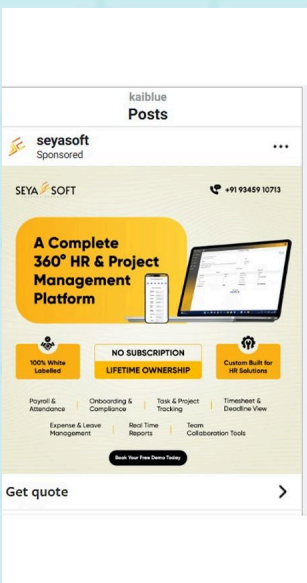 kaiblue
Posts
seyasoft
Sponsored
SEYA SOFT
+91 93459 10713
A Complete
360° HR & Project
Management
Platform
100% White
Labelled
NO SUBSCRIPTION
LIFETIME OWNERSHIP
Custom Built for
HR Solutions
Payroll &
Attendance
Onboarding &
Compliance
Task & Project
Tracking
Timesheet &
Deadline View
Expense & Leave
Management
Real Time
Reports
Team
Collaboration Tools
Book Your Free Demo Today
Get quote